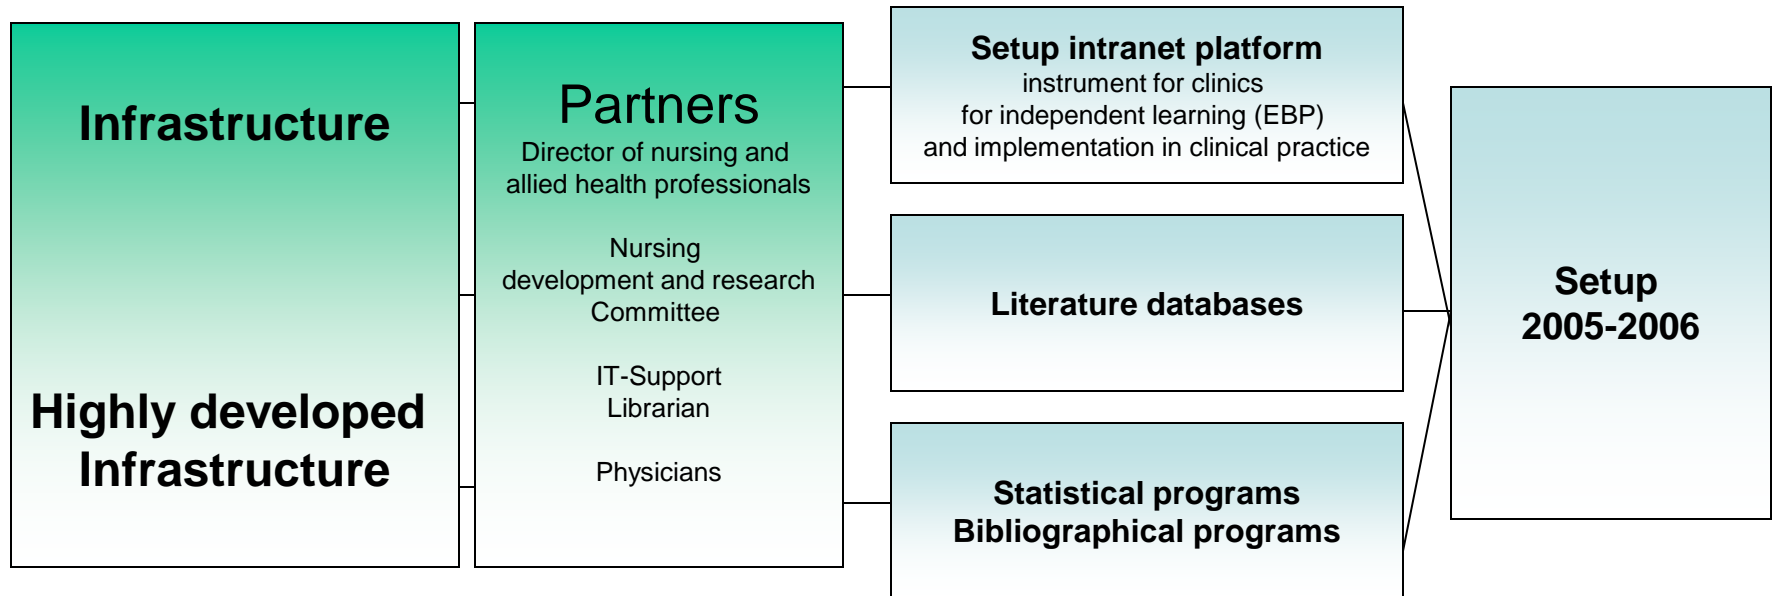 Infrastructure
Highly developed
Infrastructure
Partners
Director of nursing and
allied health professionals
Nursing
development and research
Committee
IT-Support
Librarian
Physicians
Setup intranet platform
instrument for clinics
for independent learning (EBP)
and implementation in clinical practice
Literature databases
Statistical programs
Bibliographical programs
Setup
2005-2006